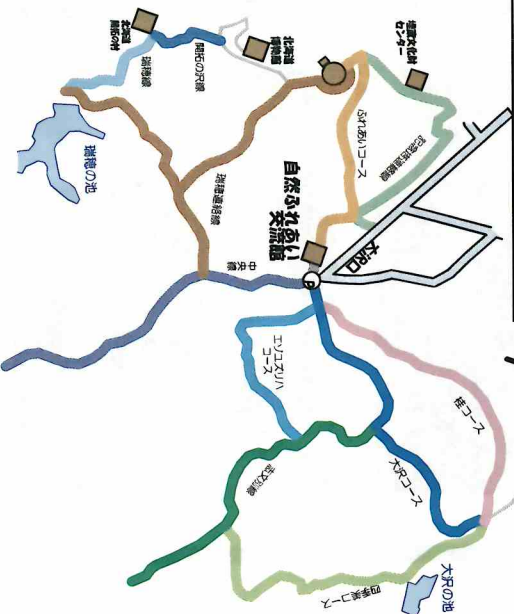 北海道
開拓の村
開拓の沢線
北海道
博物館
埋蔵文化財
センター
瑞穂線
ふれあいコース
記念塔連絡線
瑞穂の池
瑞穂連絡線
自然ふれあい
交流館
大沢口
P
中央線
エゾユズリハ
コース
桂コース
大沢コース
志文別線
四季美コース
大沢の池